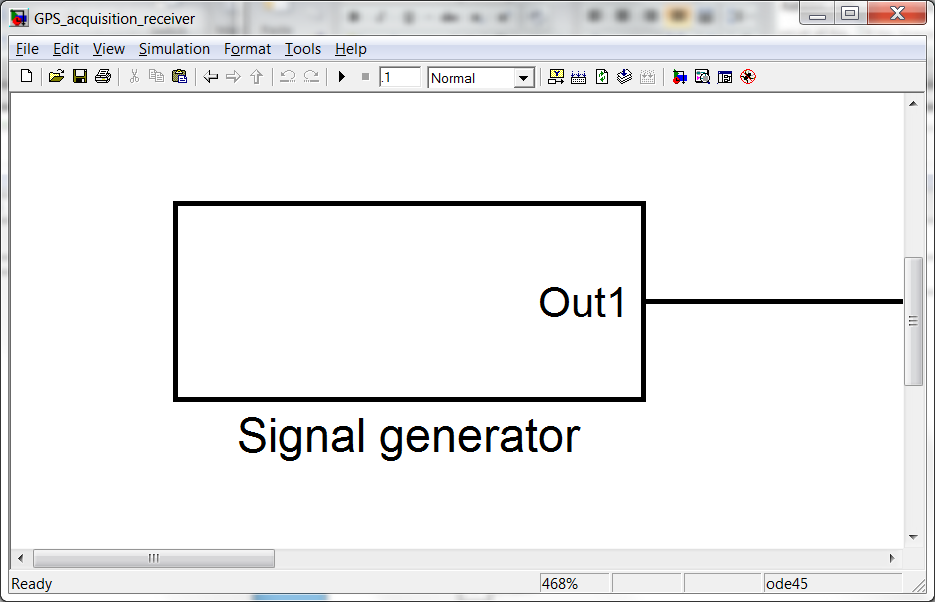 GPS_acquisition_receiver
File Edit View Simulation Format Tools Help
.1 Normal
Out1
Signal generator
Ready 468% ode45